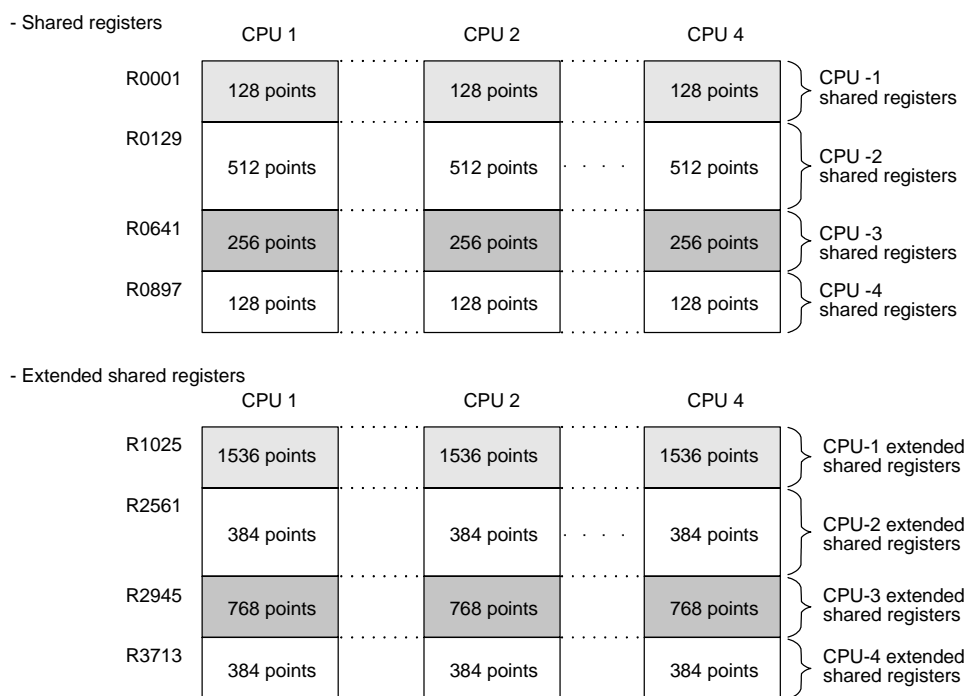 - Shared registers
CPU 1 CPU 2 CPU 4
R0001 128 points 128 points 128 points CPU -1
shared registers
R0129
512 points 512 points 512 points CPU -2
shared registers
R0641
256 points 256 points 256 points CPU -3
shared registers
R0897
128 points 128 points 128 points CPU -4
shared registers
- Extended shared registers
CPU 1 CPU 2 CPU 4
R1025
1536 points 1536 points 1536 points CPU-1 extended
shared registers
R2561
384 points 384 points 384 points CPU-2 extended
shared registers
R2945
768 points 768 points 768 points CPU-3 extended
shared registers
R3713
384 points 384 points 384 points CPU-4 extended
shared registers